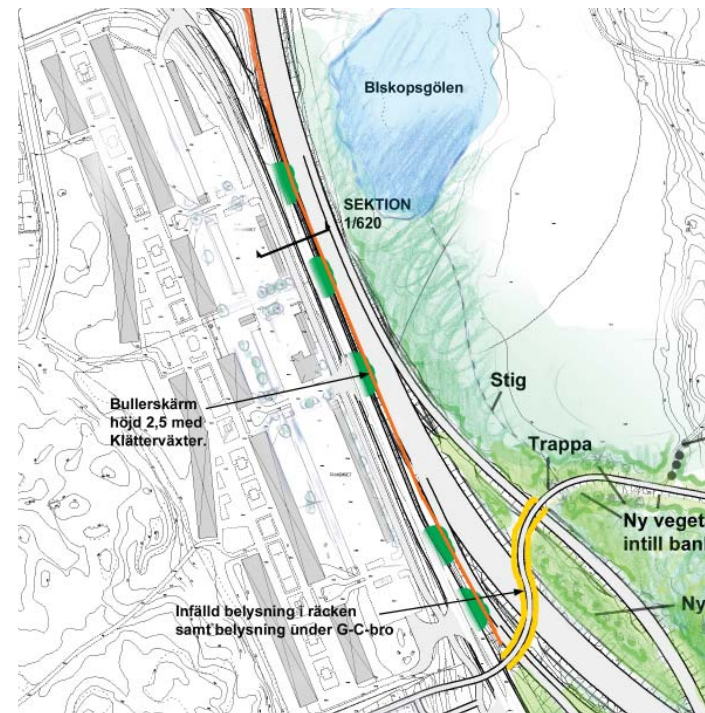 BIskopsgölen
SEKTION
1/620
Bullerskärm
höjd 2,5 med
Klätterväxter.
Stig
Trappa
Ny veget
intill ban
Infälld belysning i räcken
samt belysning under G-C-bro
Ny